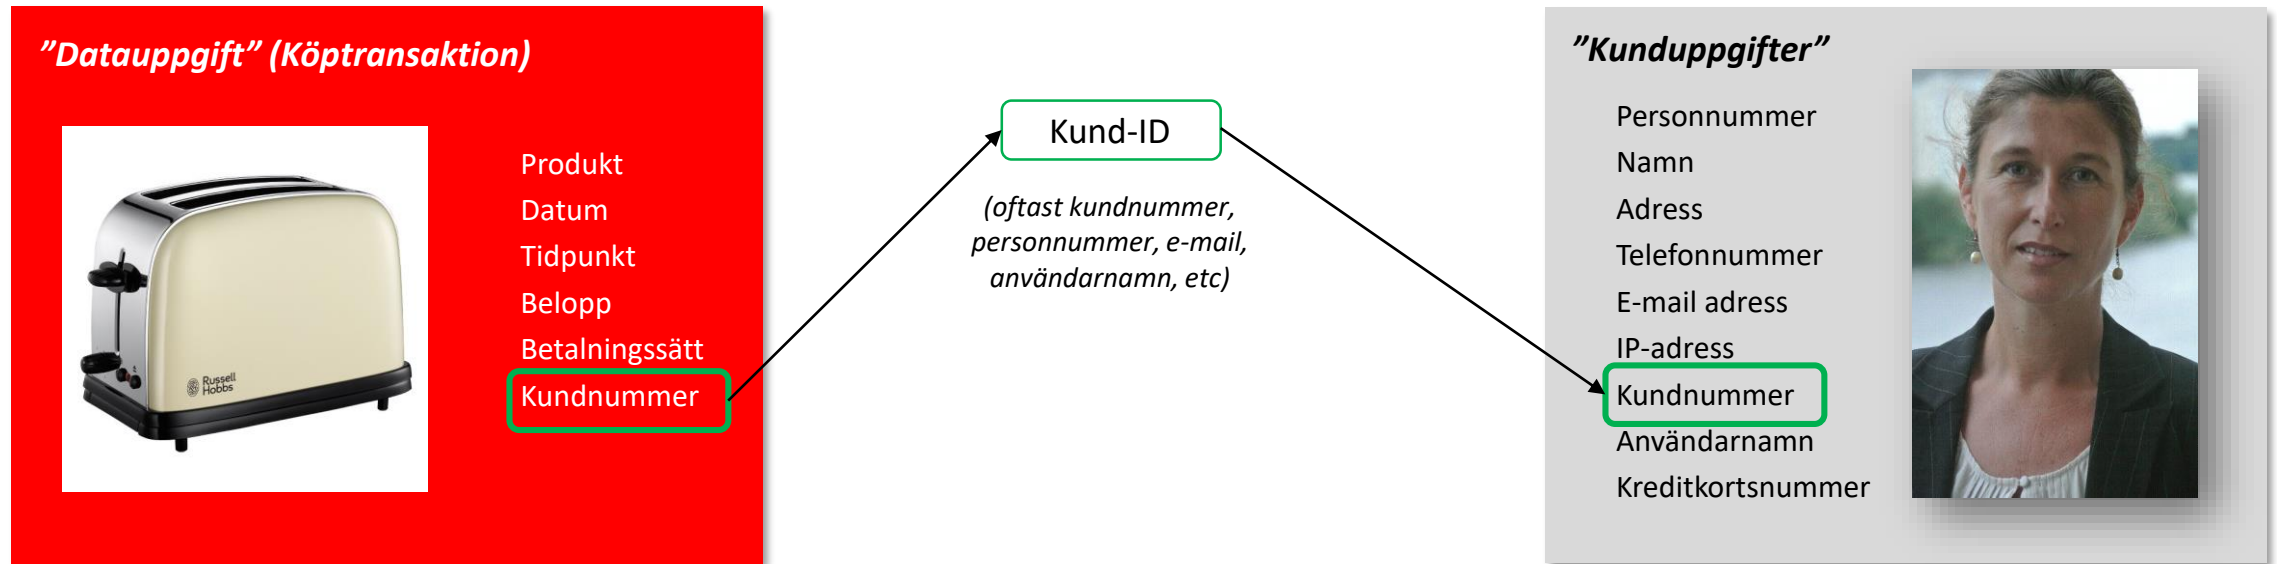 ”Datauppgift” (Köptransaktion)
Produkt
Datum
Tidpunkt
Belopp
Betalningssätt
Kundnummer
Russell
Hobbs
Kund-ID
(oftast kundnummer,
personnummer, e-mail,
användarnamn, etc)
”Kunduppgifter”
Personnummer
Namn
Adress
Telefonnummer
E-mail adress
IP-adress
Kundnummer
Användarnamn
Kreditkortsnummer